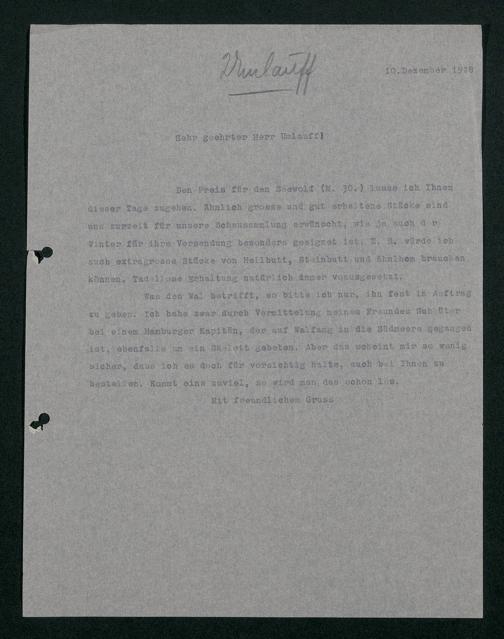 Umlauff
10.Dezember 1928
Sehr geehrter Herr Umlauff!
Den Preis für den Seewolf (M. 30.) lasse ich Ihnen
dieser Tage zugehen. Ähnlich grosse und gut erhaltene Stücke sind
uns zurzeit für unsere Schausammlung erwünscht, wie ja auch der
Winter für ihre Versendung besonders geeignet ist. Z. B. würde ich
auch extragrosse Stücke von Heilbutt, Steinbutt und ähnlhem brauchen
können. Tadellose Erhaltung natürlich immer vorausgesetzt.
Was den Wal betrifft, so bitte ich nur, ihn fest in Auftrag
zu geben. Ich habe zwar durch Vermittelung meines Freundes
bei einem Hamburger Kapitän, der auf Walfang in die Südmeere gegangen
ist, ebenfalls um ein Skelett gebeten. Aber das scheint mir so wenig
sicher, dass ich es doch für vorsichtig halte, auch bei Ihnen zu
bestellen. Kommt eins zuviel, so wird man das schon los.
Mit freundlichem Gruss